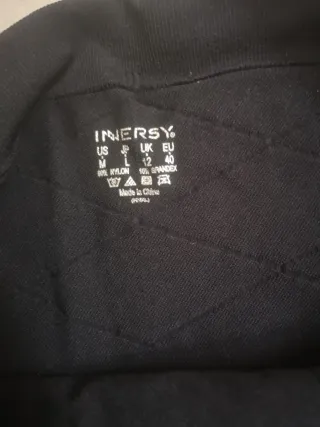 INNERSY®
US JP UK EU
M L 12 40
90% NYLON 10% SPANDEX
Made in China